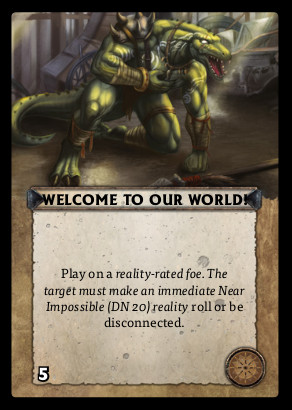 WELCOME TO OUR WORLD!
Play on a reality-rated foe. The
target must make an immediate Near
Impossible (DN 20) reality roll or be
disconnected.
5